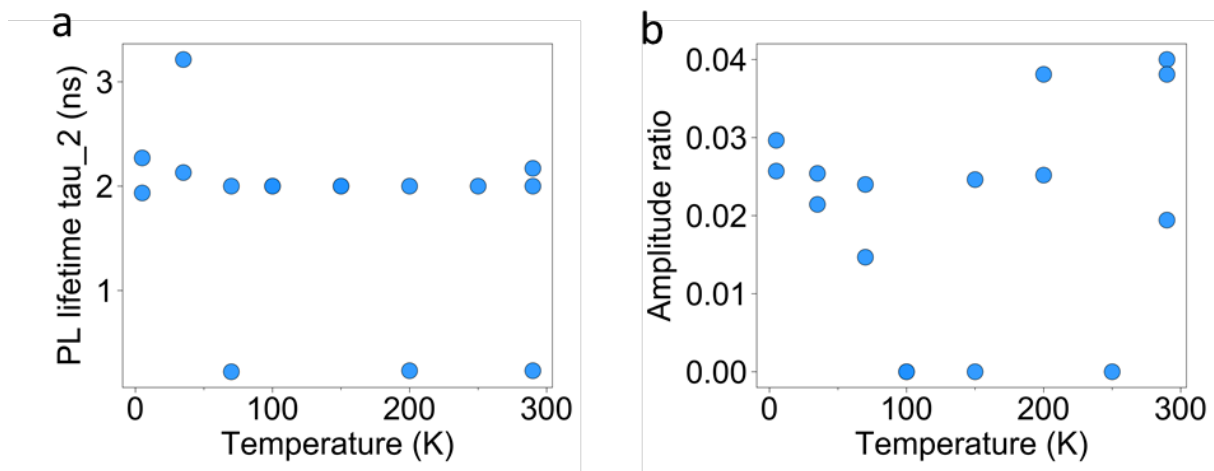 a
PL lifetime tau_2 (ns)
3
2
1
0
100
200
300
Temperature (K)
b
Amplitude ratio
0.04
0.03
0.02
0.01
0.00
0
100
200
300
Temperature (K)